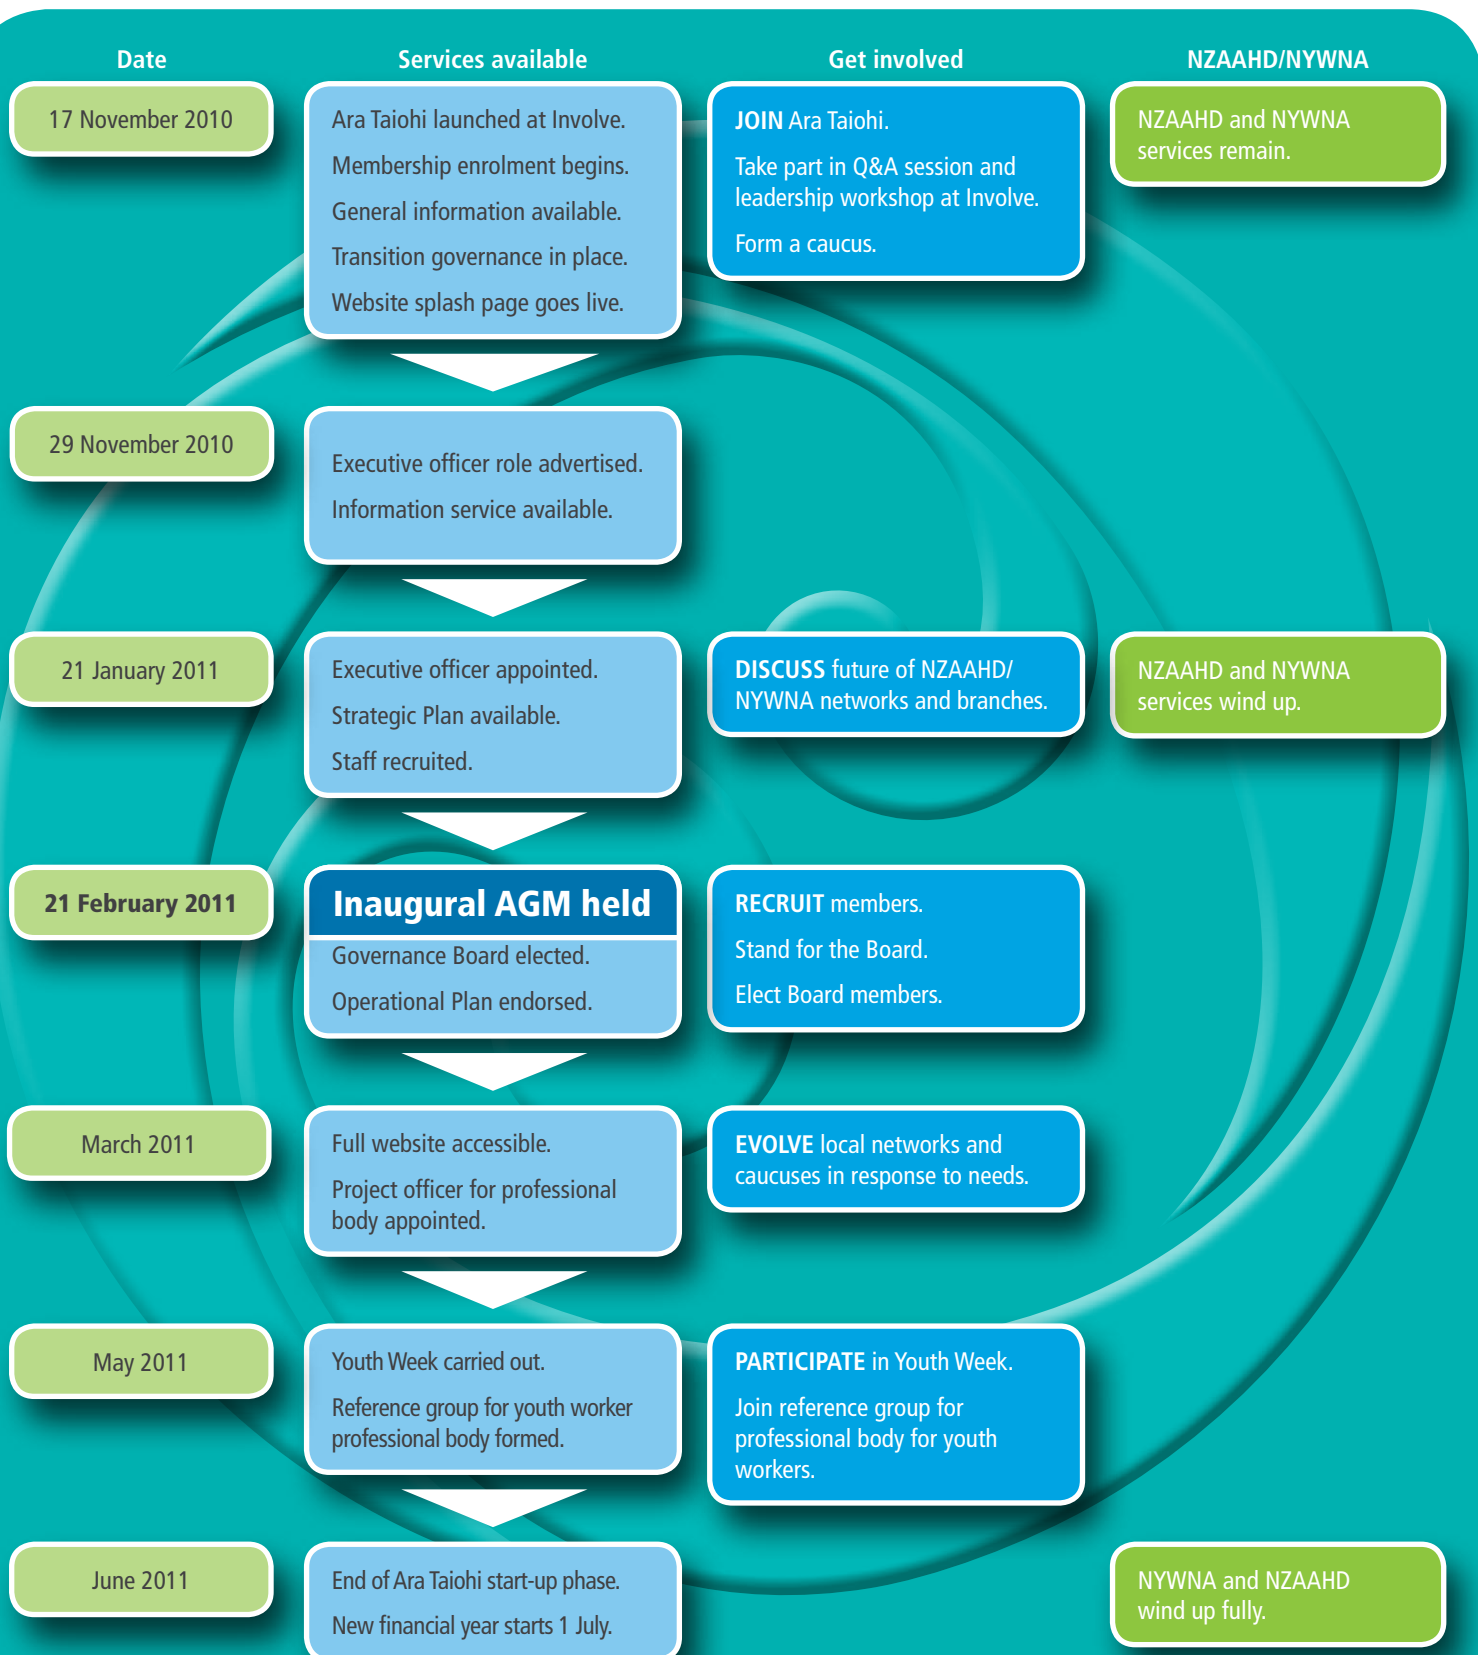 Date
Services available
Get involved
NZAAHD/NYWNA
17 November 2010
Ara Taiohi launched at Involve.
Membership enrolment begins.
General information available.
Transition governance in place.
Website splash page goes live.
JOIN Ara Taiohi.
Take part in Q&A session and
leadership workshop at Involve.
Form a caucus.
NZAAHD and NYWNA
services remain.
29 November 2010
Executive officer role advertised.
Information service available.
21 January 2011
Executive officer appointed.
Strategic Plan available.
Staff recruited.
DISCUSS future of NZAAHD/
NYWNA networks and branches.
NZAAHD and NYWNA
services wind up.
21 February 2011
Inaugural AGM held
Governance Board elected.
Operational Plan endorsed.
RECRUIT members.
Stand for the Board.
Elect Board members.
March 2011
Full website accessible.
Project officer for professional
body appointed.
EVOLVE local networks and
caucuses in response to needs.
May 2011
Youth Week carried out.
Reference group for youth worker
professional body formed.
PARTICIPATE in Youth Week.
Join reference group for
professional body for youth
workers.
June 2011
End of Ara Taiohi start-up phase.
New financial year starts 1 July.
NYWNA and NZAAHD
wind up fully.